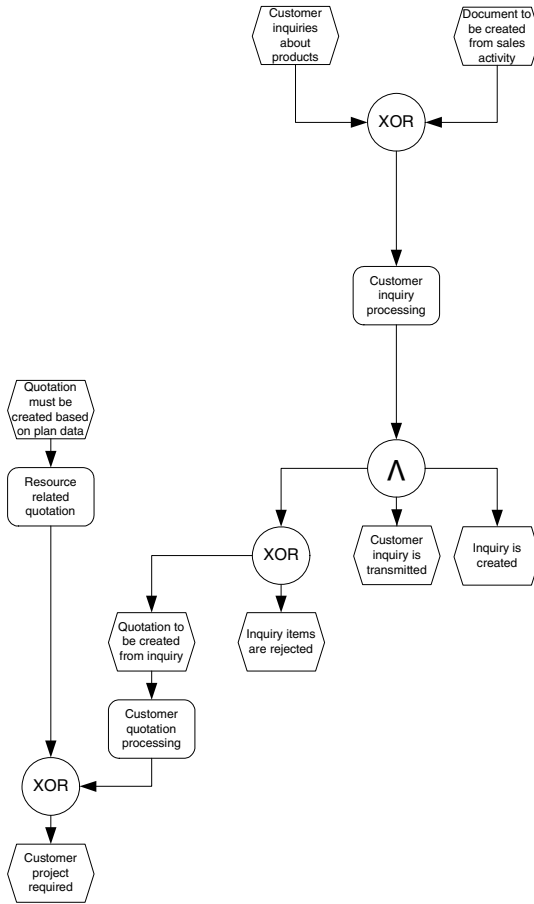 Customer
inquiries
about
products
Document to
be created
from sales
activity
XOR
Customer
inquiry
processing
Quotation
must be
created based
on plan data
Λ
Resource
related
quotation
XOR
Customer
inquiry is
transmitted
Inquiry is
created
Quotation to
be created
from inquiry
Inquiry items
are rejected
Customer
quotation
processing
XOR
Customer
project
required